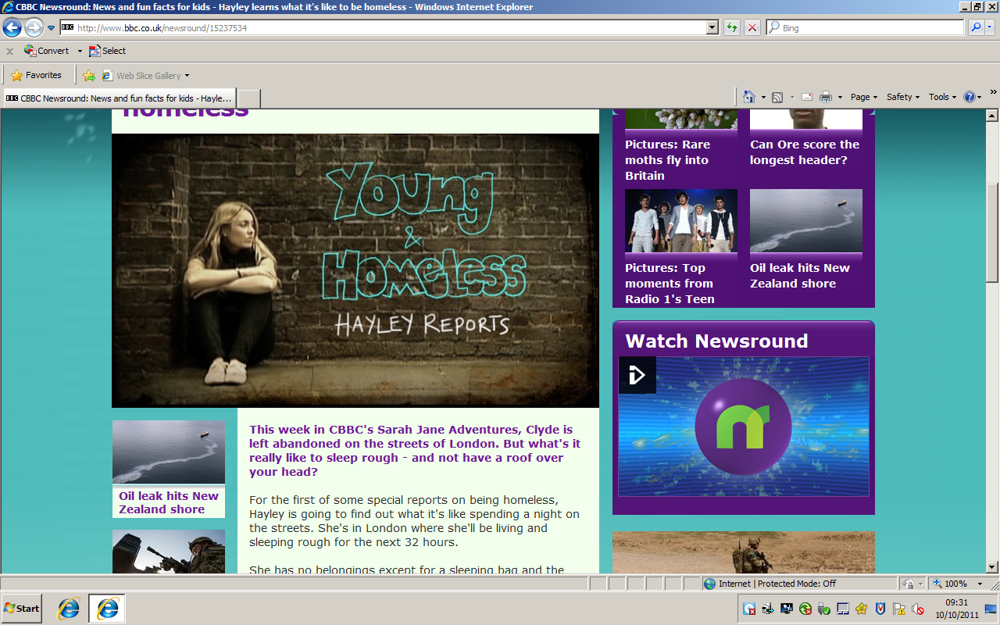 CBBC Newsround: News and fun facts for kids - Hayley learns what it's like to be homeless - Windows Internet Explorer
BBC http://www.bbc.co.uk/newsround/15237534
Bing
x Convert Select
Favorites Web Slice Gallery
BBC CBBC Newsround: News and fun facts for kids - Hayle...
Page Safety Tools
homeless
Young
&
Homeless
HAYLEY REPORTS
Oil leak hits New
Zealand shore
This week in CBBC's Sarah Jane Adventures, Clyde is
left abandoned on the streets of London. But what's it
really like to sleep rough - and not have a roof over
your head?
For the first of some special reports on being homeless,
Hayley is going to find out what it's like spending a night on
the streets. She's in London where she'll be living and
sleeping rough for the next 32 hours.
She has no belongings except for a sleeping bag and the
Pictures: Rare
moths fly into
Britain
Can Ore score the
longest header?
Pictures: Top
moments from
Radio 1's Teen
Oil leak hits New
Zealand shore
Watch Newsround
nr
Internet | Protected Mode: Off
100%
Start
09:31
10/10/2011